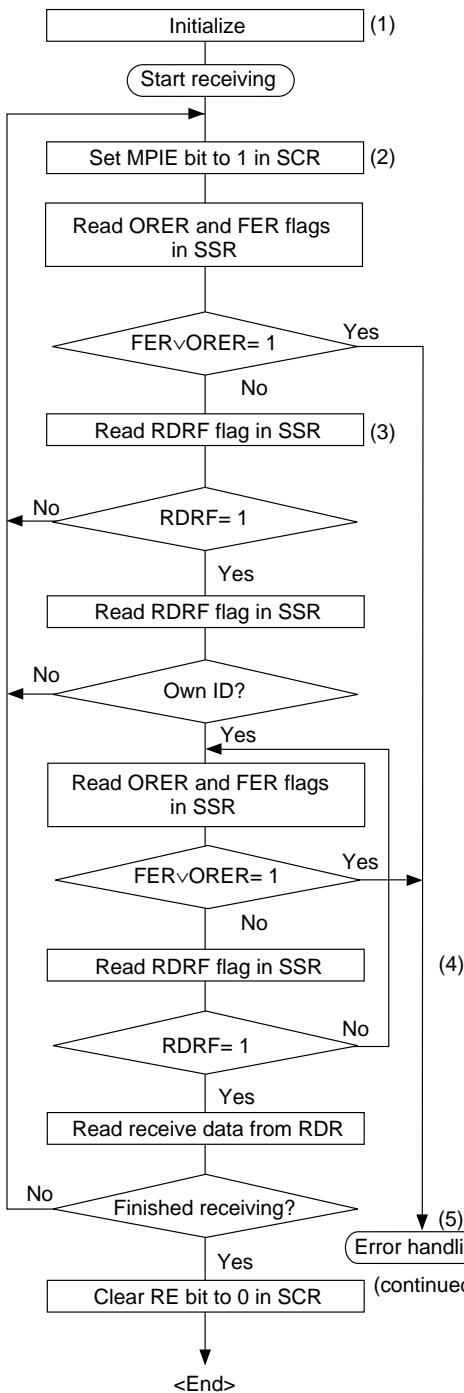 Initialize (1)
Start receiving
Set MPIE bit to 1 in SCR (2)
Read ORER and FER flags
in SSR
Yes
FER∨ORER= 1
No
Read RDRF flag in SSR (3)
No
RDRF= 1
Yes
Read RDRF flag in SSR
No
Own ID?
Yes
Read ORER and FER flags
in SSR
Yes
FER∨ORER= 1
No
Read RDRF flag in SSR (4)
No
RDRF= 1
Yes
Read receive data from RDR
No
Finished receiving?
(5)
Yes
Error handli
Clear RE bit to 0 in SCR (continued
<End>